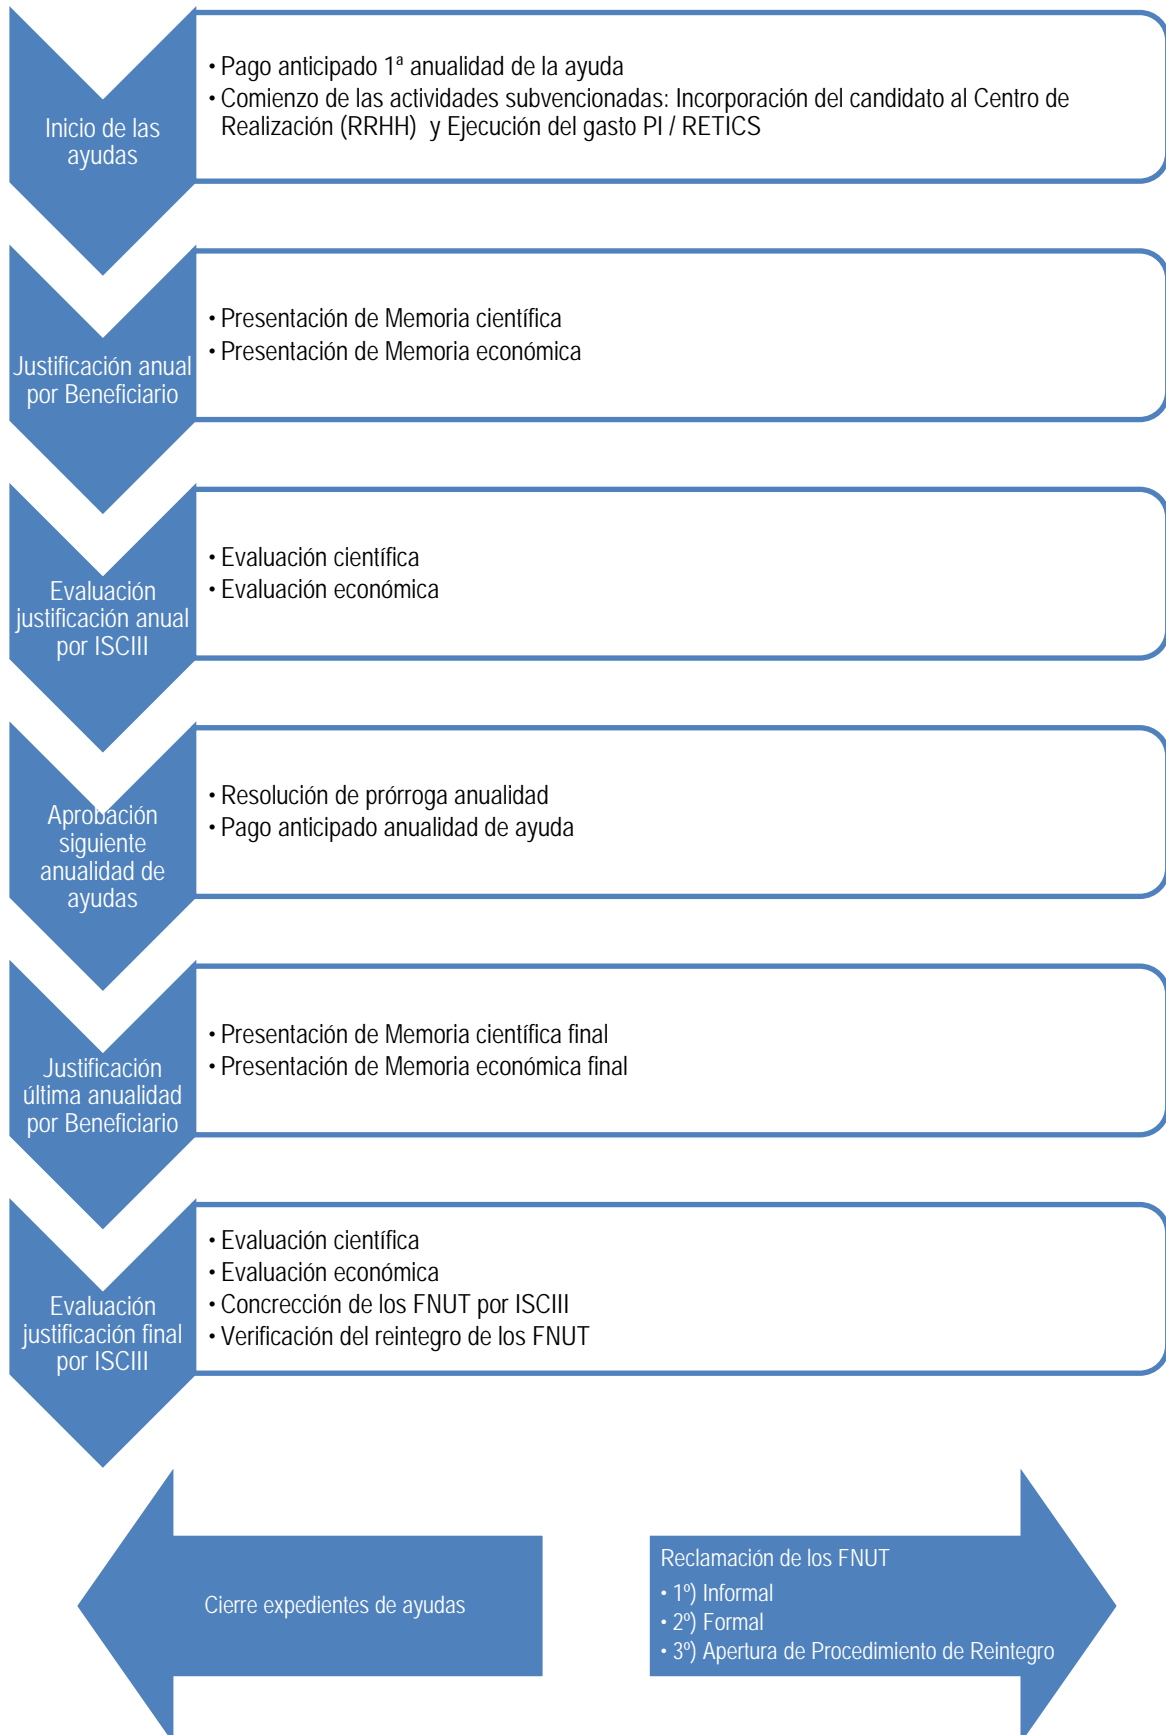 Inicio de las
ayudas
• Pago anticipado 1ª anualidad de la ayuda
• Comienzo de las actividades subvencionadas: Incorporación del candidato al Centro de
Realización (RRHH) y Ejecución del gasto PI / RETICS
Justificación anual
por Beneficiario
• Presentación de Memoria científica
• Presentación de Memoria económica
Evaluación
justificación anual
por ISCIII
• Evaluación científica
• Evaluación económica
Aprobación
siguiente
anualidad de
ayudas
• Resolución de prórroga anualidad
• Pago anticipado anualidad de ayuda
Justificación
última anualidad
por Beneficiario
• Presentación de Memoria científica final
• Presentación de Memoria económica final
Evaluación
justificación final
por ISCIII
• Evaluación científica
• Evaluación económica
• Concrección de los FNUT por ISCIII
• Verificación del reintegro de los FNUT
Cierre expedientes de ayudas
Reclamación de los FNUT
• 1º) Informal
• 2º) Formal
• 3º) Apertura de Procedimiento de Reintegro